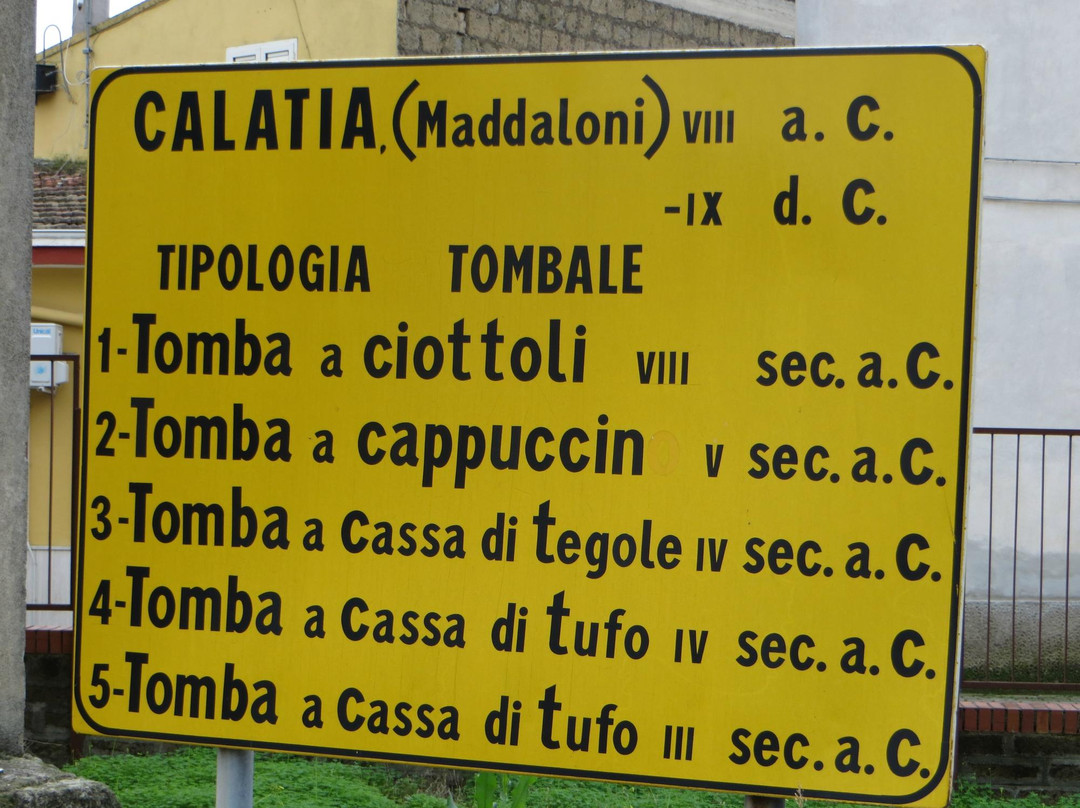 CALATIA, (Maddaloni) VIII a. C.
-IX d. C.
TIPOLOGIA TOMBALE
1-Tomba a ciottoli VIII sec. a. C.
2-Tomba a cappuccino V sec. a. C.
3-Tomba a Cassa di tegole IV sec. a. C.
4-Tomba a Cassa di tufo IV sec. a. C.
5-Tomba a Cassa di tufo III sec. a. C.